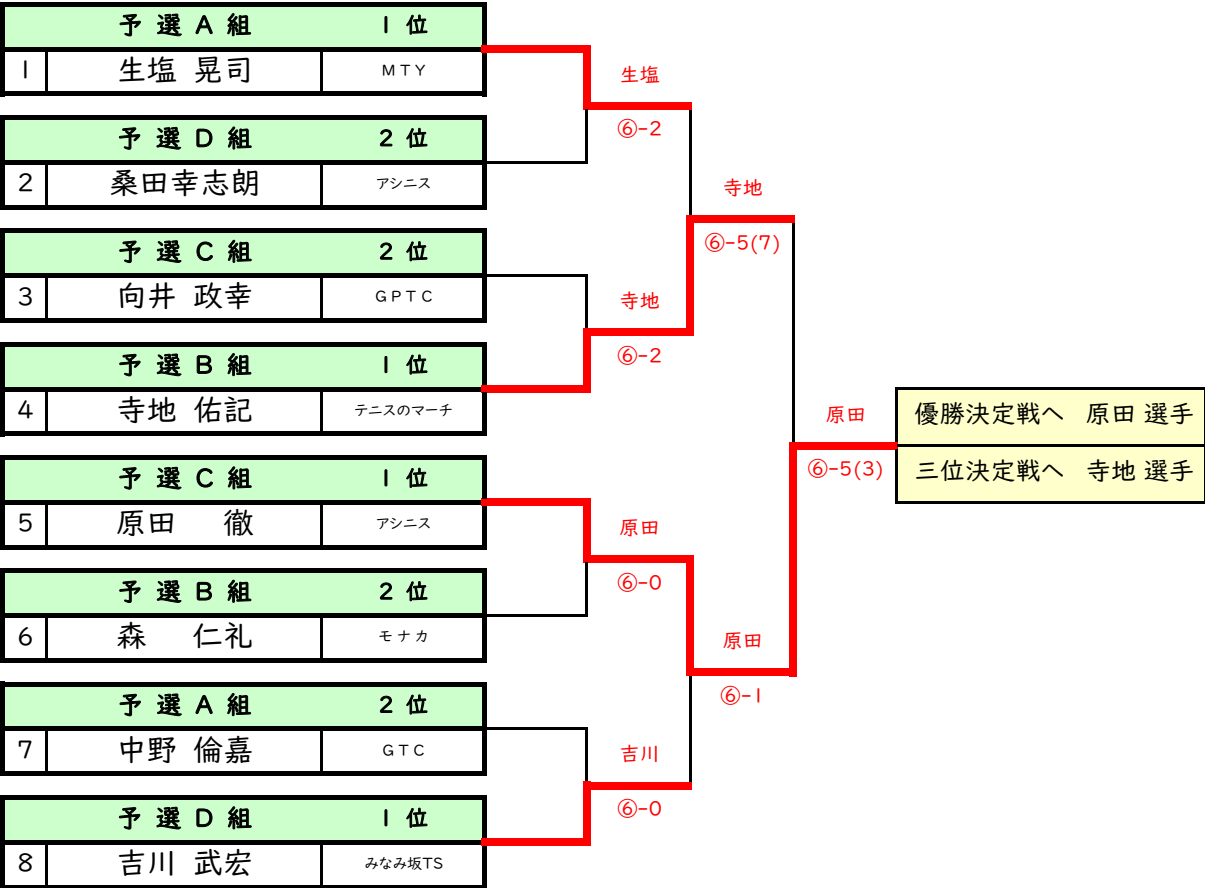 予 選 A 組 1 位
1 生塩 晃司 MTY
予 選 D 組 2 位
2 桑田幸志朗 アシニス
予 選 C 組 2 位
3 向井 政幸 GPTC
予 選 B 組 1 位
4 寺地 佑記 テニスのマーチ
予 選 C 組 1 位
5 原田 徹 アシニス
予 選 B 組 2 位
6 森 仁礼 モナカ
予 選 A 組 2 位
7 中野 倫嘉 GTC
予 選 D 組 1 位
8 吉川 武宏 みなみ坂TS
生塩
⑥-2
寺地
⑥-2
原田
⑥-0
吉川
⑥-0
寺地
⑥-5(7)
原田
⑥-1
原田
⑥-5(3)
優勝決定戦へ 原田 選手
三位決定戦へ 寺地 選手